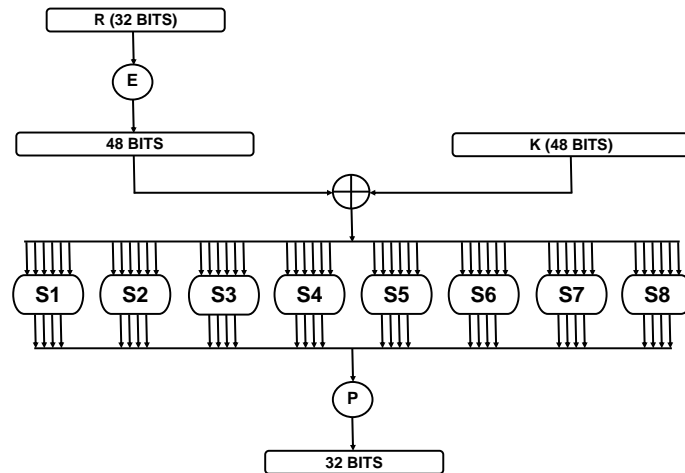 R (32 BITS)
E
48 BITS
K (48 BITS)
S1 S2 S3 S4 S5 S6 S7 S8
P
32 BITS